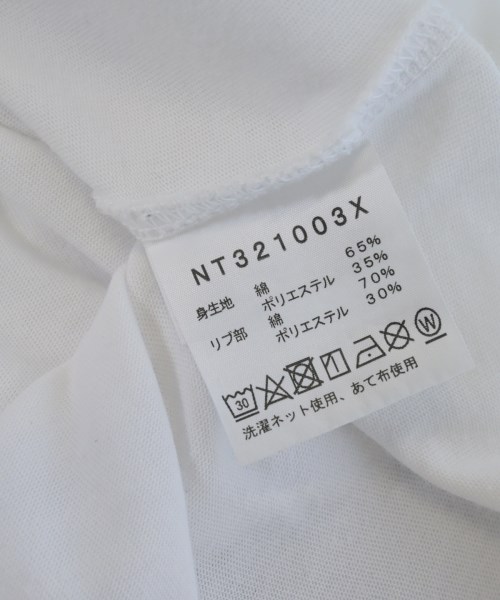 NT321003X
身生地 綿 65%
ポリエステル 35%
リブ部 綿 70%
ポリエステル 30%
30 W
洗濯ネット使用、あて布使用